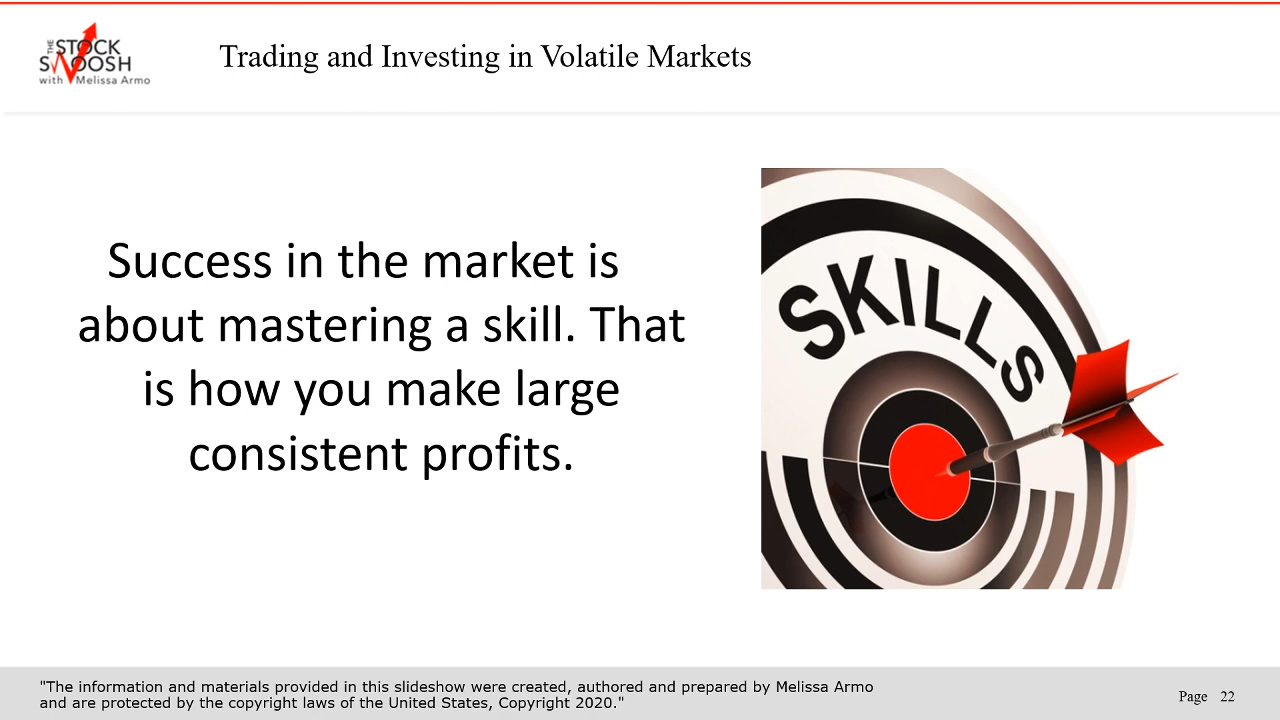 THE
STOCK
SWOOSH
with Melissa Armo
Trading and Investing in Volatile Markets
Success in the market is
about mastering a skill. That
is how you make large
consistent profits.
SKILLS
"The information and materials provided in this slideshow were created, authored and prepared by Melissa Armo
and are protected by the copyright laws of the United States, Copyright 2020."
Page 22